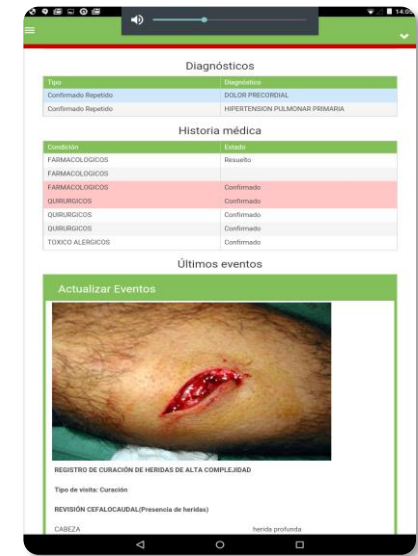 14:05
Diagnósticos
Tipo Diagnóstico
Confirmado Repetido DOLOR PRECORDIAL
Confirmado Repetido HIPERTENSION PULMONAR PRIMARIA
Historia médica
Condición Estado
FARMACOLOGICOS Resuelto
FARMACOLOGICOS
FARMACOLOGICOS Confirmado
QUIRURGICOS Confirmado
QUIRURGICOS Confirmado
QUIRURGICOS Confirmado
TOXICO ALERGICOS Confirmado
Últimos eventos
Actualizar Eventos
REGISTRO DE CURACIÓN DE HERIDAS DE ALTA COMPLEJIDAD
Tipo de visita: Curación
REVISIÓN CEFALOCAUDAL(Presencia de heridas)
CABEZA herida profunda